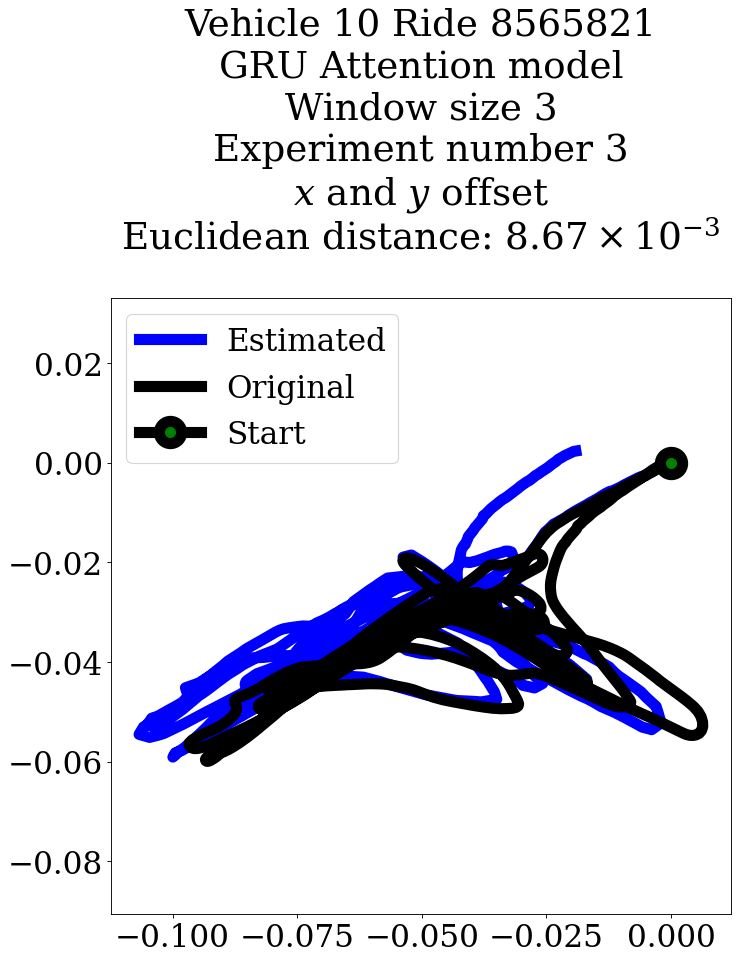 Vehicle 10 Ride 8565821
GRU Attention model
Window size 3
Experiment number 3
x and y offset
Euclidean distance: 8.67 × 10⁻³
Estimated
Original
Start
0.02
0.00
−0.02
−0.04
−0.06
−0.08
−0.100 −0.075 −0.050 −0.025 0.000